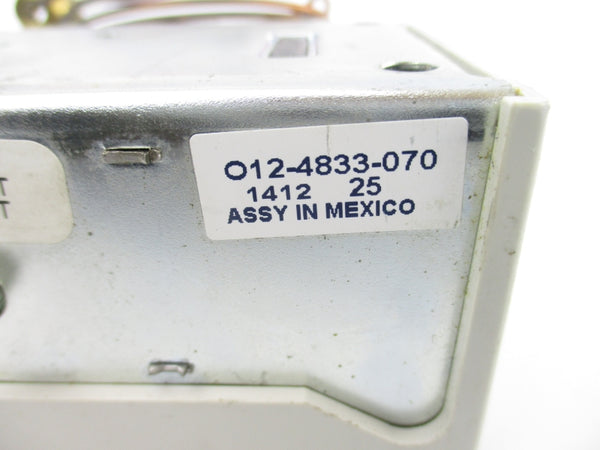 O12-4833-070
1412 25
ASSY IN MEXICO
T
T